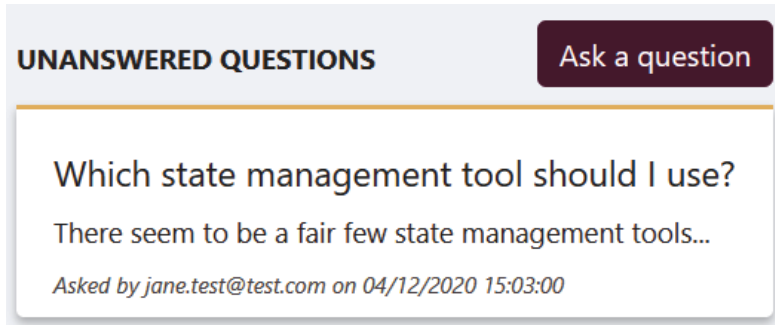 UNANSWERED QUESTIONS
Ask a question
Which state management tool should I use?
There seem to be a fair few state management tools...
Asked by jane.test@test.com on 04/12/2020 15:03:00